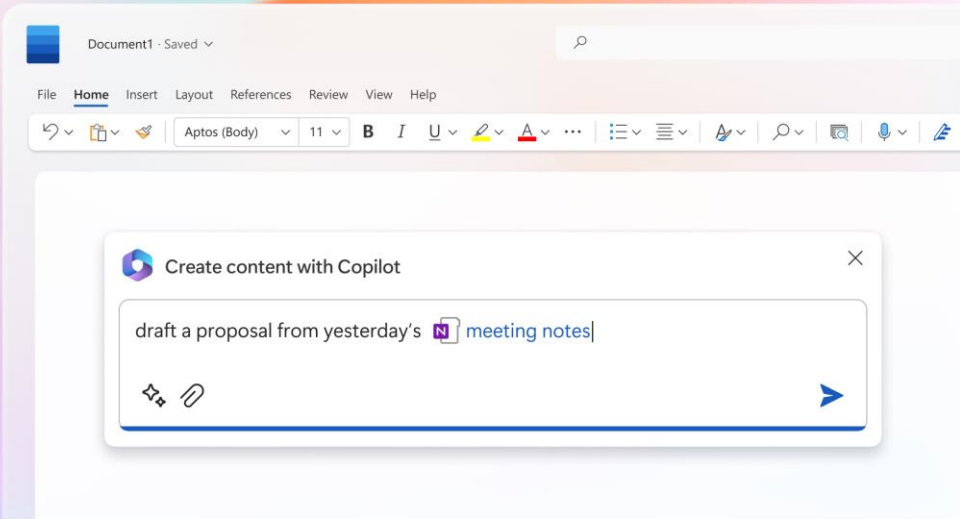 Document1 · Saved
File Home Insert Layout References Review View Help
Aptos (Body) 11 B I U A ...
Create content with Copilot
draft a proposal from yesterday's N meeting notes